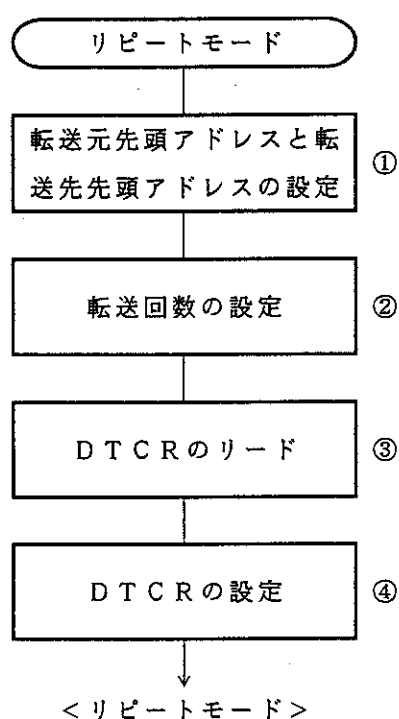 リピートモード
転送元先頭アドレスと転
送先先頭アドレスの設定
①
転送回数の設定
②
DTCRのリード
③
DTCRの設定
④
<リピートモード>